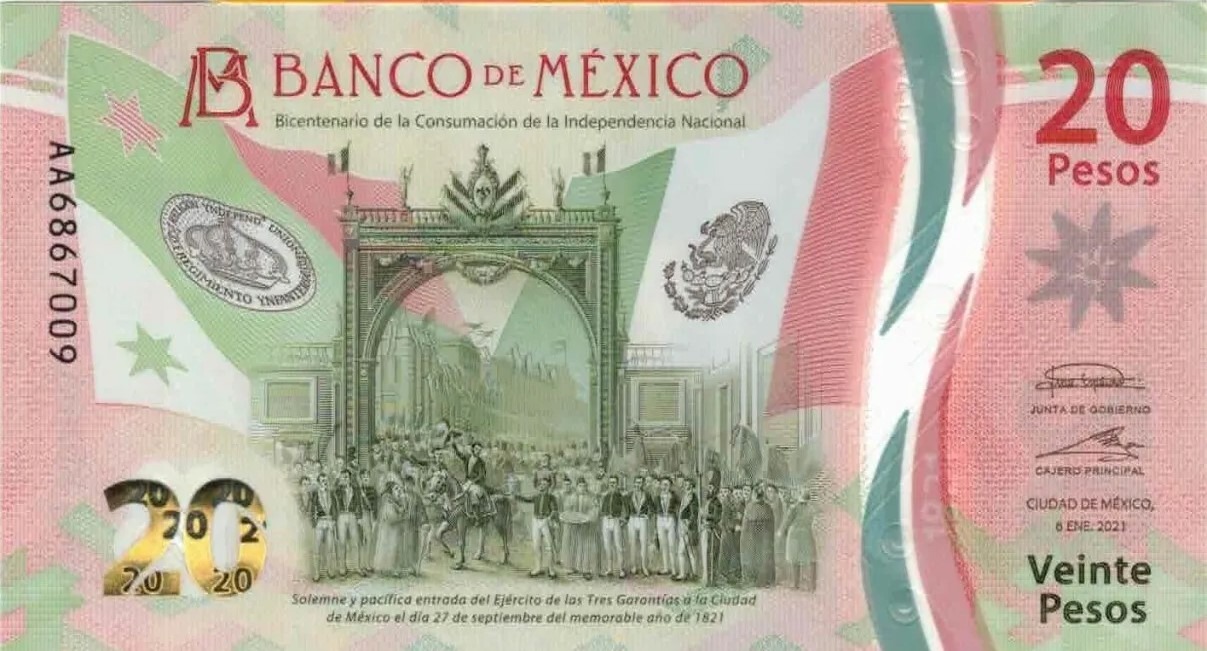 BANCO DE MÉXICO
Bicentenario de la Consumación de la Independencia Nacional
20
Pesos
AA6867009
RELIGION INDEPEND UNION
REGIMIENTO YNFANTERIA
JUNTA DE GOBIERNO
CAJERO PRINCIPAL
CIUDAD DE MÉXICO,
6 ENE. 2021
Veinte
Pesos
20
20 20
20 2
20 20
1821
Solemne y pacífica entrada del Ejército de las Tres Garantías a la Ciudad
de México el día 27 de septiembre del memorable año de 1821